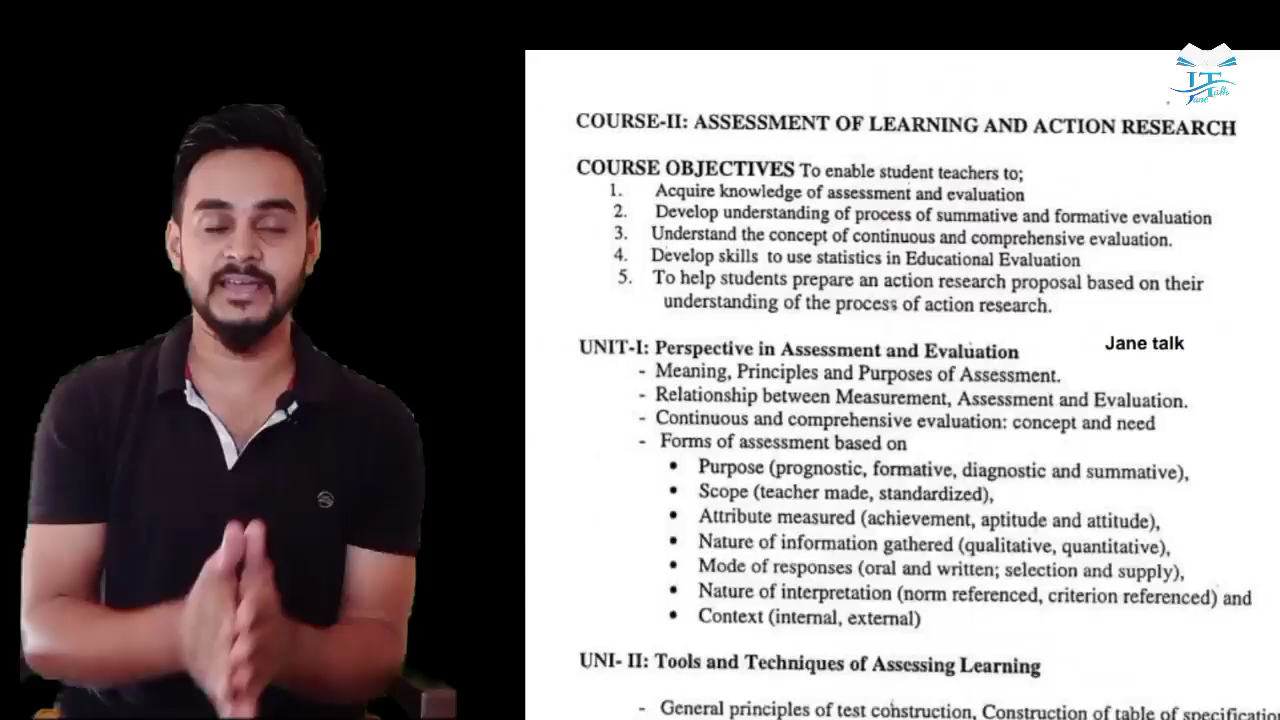 JT
Jane Talk
COURSE-II: ASSESSMENT OF LEARNING AND ACTION RESEARCH
COURSE OBJECTIVES To enable student teachers to;
1. Acquire knowledge of assessment and evaluation
2. Develop understanding of process of summative and formative evaluation
3. Understand the concept of continuous and comprehensive evaluation.
4. Develop skills to use statistics in Educational Evaluation
5. To help students prepare an action research proposal based on their
understanding of the process of action research.
Jane talk
UNIT-I: Perspective in Assessment and Evaluation
- Meaning, Principles and Purposes of Assessment.
- Relationship between Measurement, Assessment and Evaluation.
- Continuous and comprehensive evaluation: concept and need
- Forms of assessment based on
• Purpose (prognostic, formative, diagnostic and summative),
• Scope (teacher made, standardized),
• Attribute measured (achievement, aptitude and attitude),
• Nature of information gathered (qualitative, quantitative),
• Mode of responses (oral and written; selection and supply),
• Nature of interpretation (norm referenced, criterion referenced) and
• Context (internal, external)
UNI- II: Tools and Techniques of Assessing Learning
- General principles of test construction, Construction of table of specificatio